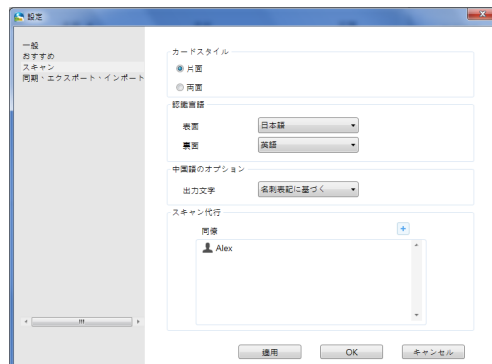 設定
一般
おすすめ
スキャン
同期、エクスポート、インポート
カードスタイル
片面
両面
認識言語
表面
日本語
裏面
英語
中国語のオプション
出力文字
名刺表記に基づく
スキャン代行
同僚
Alex
適用
OK
キャンセル